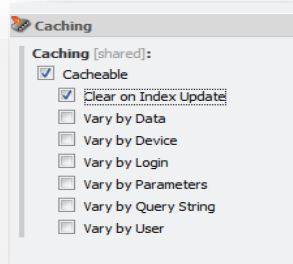 Caching
Caching [shared]:
Cacheable
Clear on Index Update
Vary by Data
Vary by Device
Vary by Login
Vary by Parameters
Vary by Query String
Vary by User